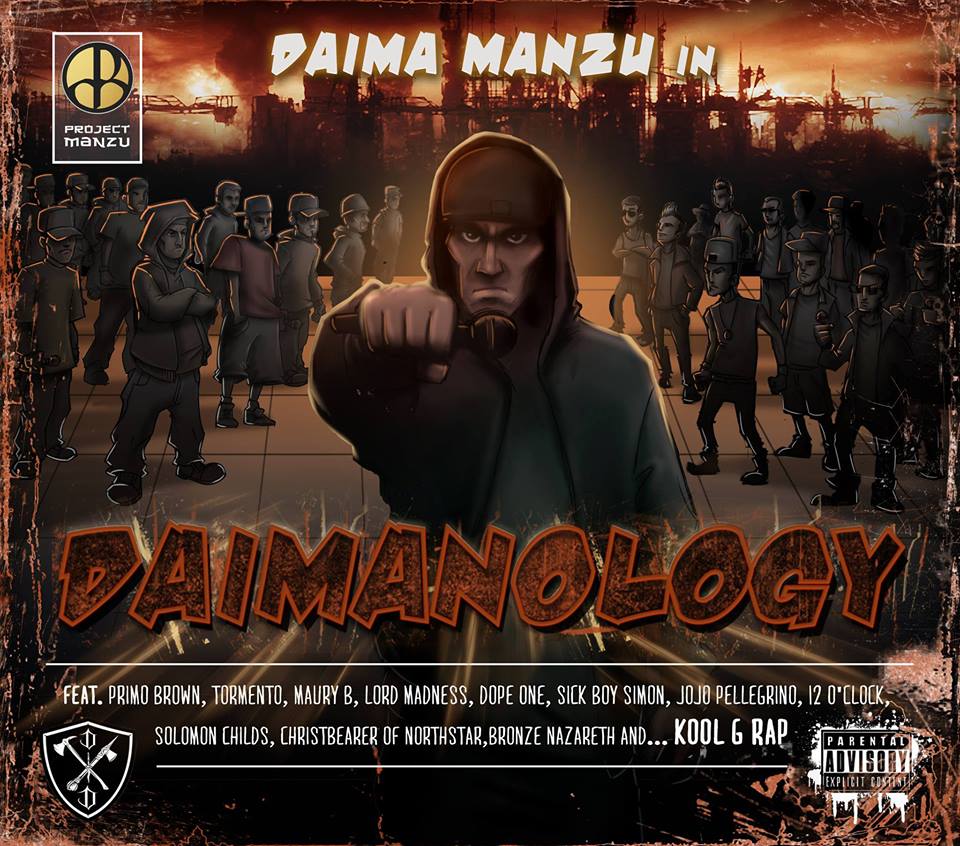 DAIMA MANZU IN
PROJECT
MANZU
DAIMANOLOGY
FEAT. PRIMO BROWN, TORMENTO, MAURY B, LORD MADNESS, DOPE ONE, SICK BOY SIMON, JOJO PELLEGRINO, 12 O"CLOCK,
SOLOMON CHILDS, CHRISTBEARER OF NORTHSTAR,BRONZE NAZARETH AND... KOOL G RAP
PARENTAL
ADVISORY
EXPLICIT CONTENT